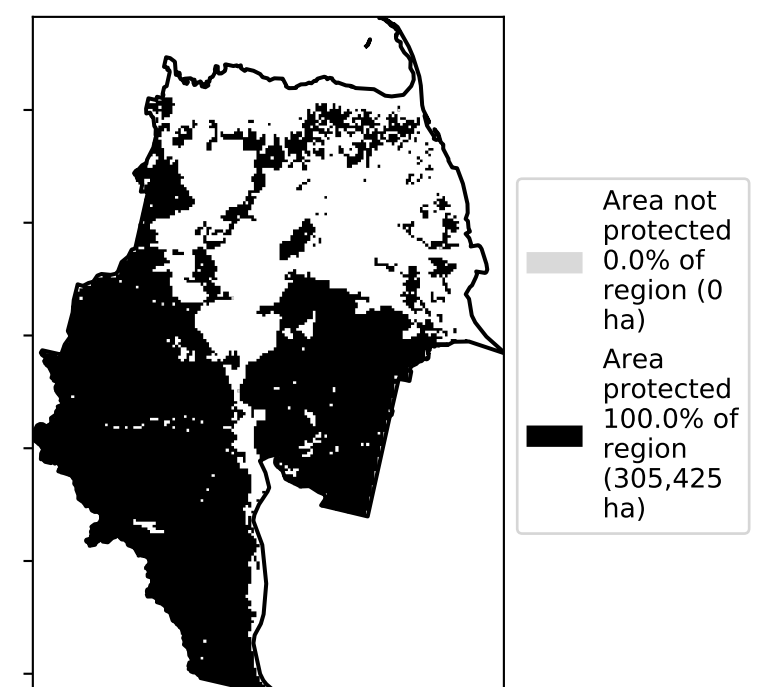 Area not
protected
0.0% of
region (0
ha)
Area
protected
100.0% of
region
(305,425
ha)